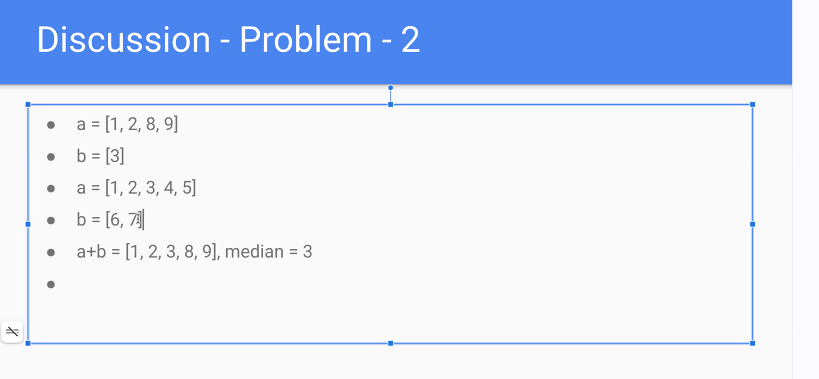 Discussion - Problem - 2
a = [1, 2, 8, 9]
b = [3]
a = [1, 2, 3, 4, 5]
b = [6, 7]
a+b = [1, 2, 3, 8, 9], median = 3